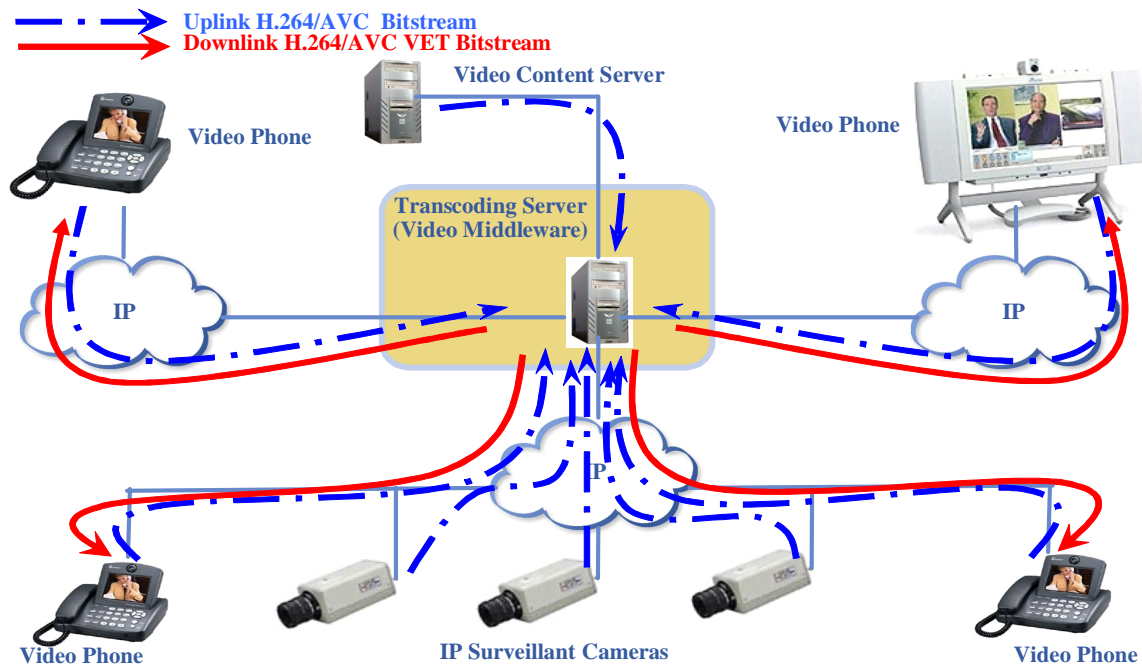 Uplink H.264/AVC Bitstream
Downlink H.264/AVC VET Bitstream
Video Content Server
Video Phone
Video Phone
Transcoding Server
(Video Middleware)
IP
IP
IP
Video Phone
IP Surveillant Cameras
Video Phone